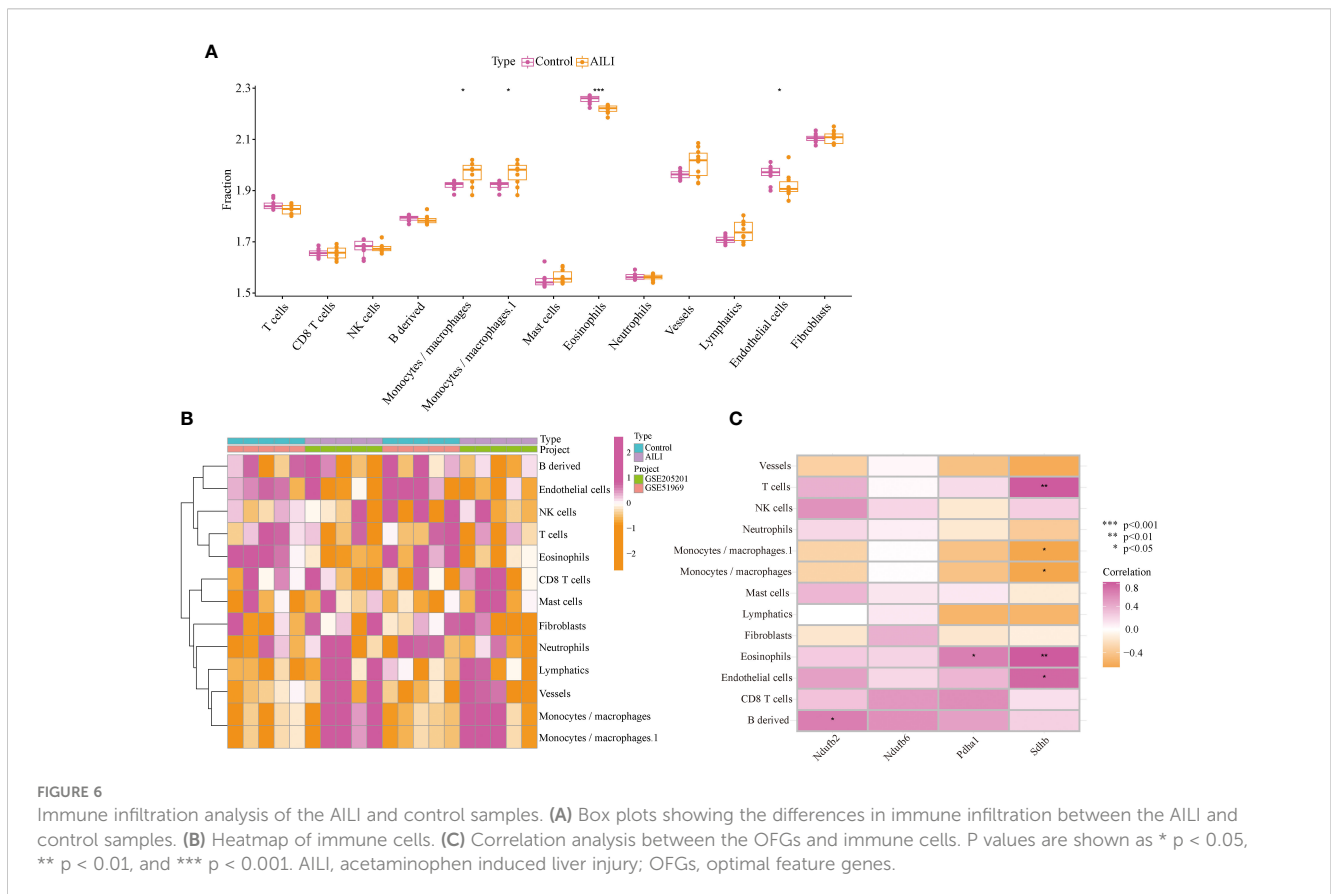 A
Type Control AILI
2.3
2.1
1.9
1.7
1.5
Fraction
* * *** *
T cells
CD8 T cells
NK cells
B derived
Monocytes / macrophages
Monocytes / macrophages.1
Mast cells
Eosinophils
Neutrophils
Vessels
Lymphatics
Endothelial cells
Fibroblasts
B
Type
Project
B derived
Endothelial cells
NK cells
T cells
Eosinophils
CD8 T cells
Mast cells
Fibroblasts
Neutrophils
Lymphatics
Vessels
Monocytes / macrophages
Monocytes / macrophages.1
2
1
0
−1
−2
Type
Control
AILI
Project
GSE205201
GSE51969
C
Vessels
T cells **
NK cells
Neutrophils
Monocytes / macrophages.1 *
Monocytes / macrophages *
Mast cells
Lymphatics
Fibroblasts
Eosinophils * **
Endothelial cells *
CD8 T cells
B derived *
Ndufb2
Ndufb6
Pdha1
Sdhb
*** p<0.001
** p<0.01
* p<0.05
Correlation
0.8
0.4
0.0
−0.4
FIGURE 6
Immune infiltration analysis of the AILI and control samples. (A) Box plots showing the differences in immune infiltration between the AILI and
control samples. (B) Heatmap of immune cells. (C) Correlation analysis between the OFGs and immune cells. P values are shown as * p < 0.05,
** p < 0.01, and *** p < 0.001. AILI, acetaminophen induced liver injury; OFGs, optimal feature genes.